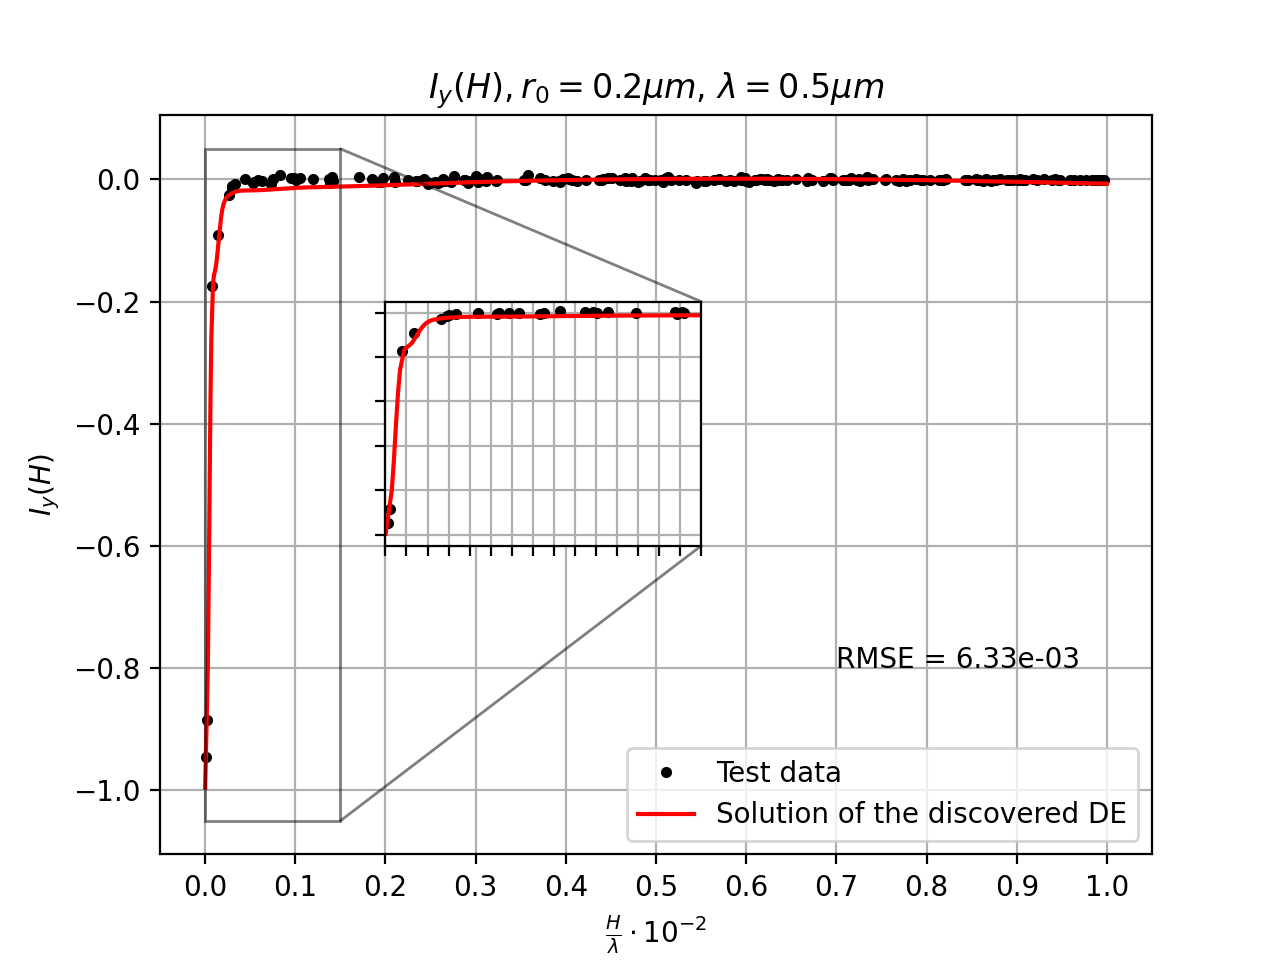 I_y(H), r_0 = 0.2μm, λ = 0.5μm
I_y(H)
0.0
−0.2
−0.4
−0.6
−0.8
−1.0
RMSE = 6.33e-03
Test data
Solution of the discovered DE
0.0 0.1 0.2 0.3 0.4 0.5 0.6 0.7 0.8 0.9 1.0
H/λ · 10^−2